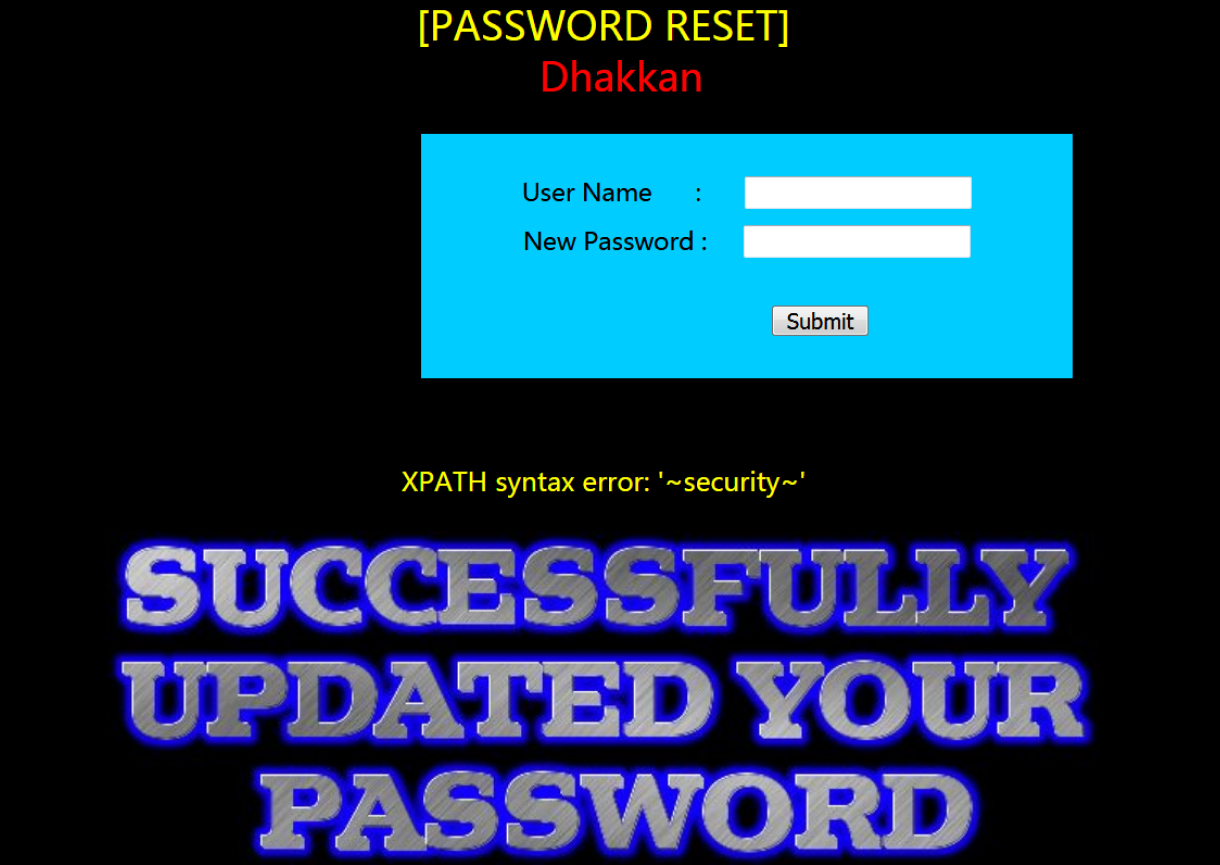 [PASSWORD RESET]
Dhakkan
User Name :
New Password :
Submit
XPATH syntax error: '~security~'
SUCCESSFULLY
UPDATED YOUR
PASSWORD